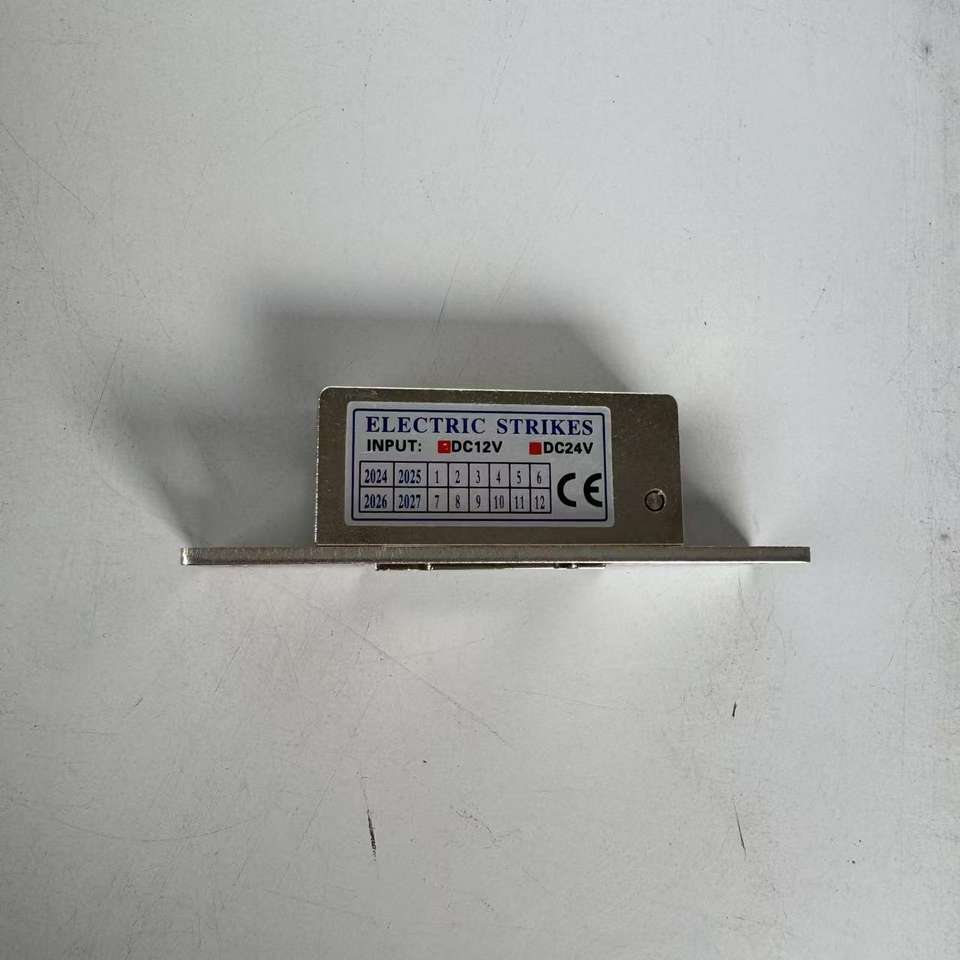 ELECTRIC STRIKES
INPUT: DC12V DC24V
2024 2025 1 2 3 4 5 6
2026 2027 7 8 9 10 11 12
CE